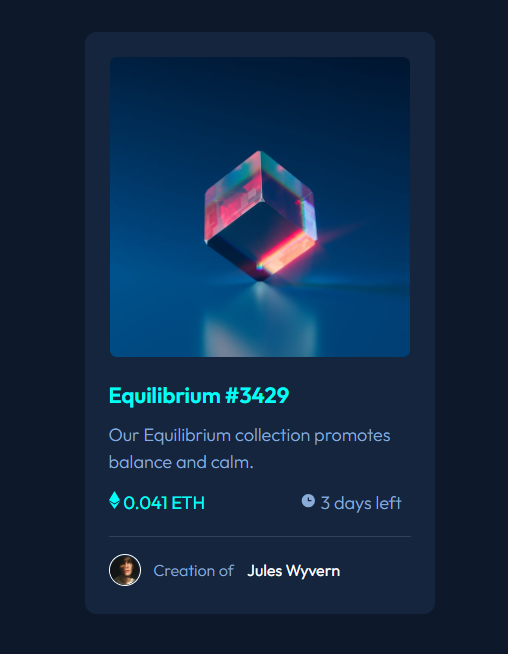 Equilibrium #3429
Our Equilibrium collection promotes
balance and calm.
0.041 ETH 3 days left
Creation of Jules Wyvern